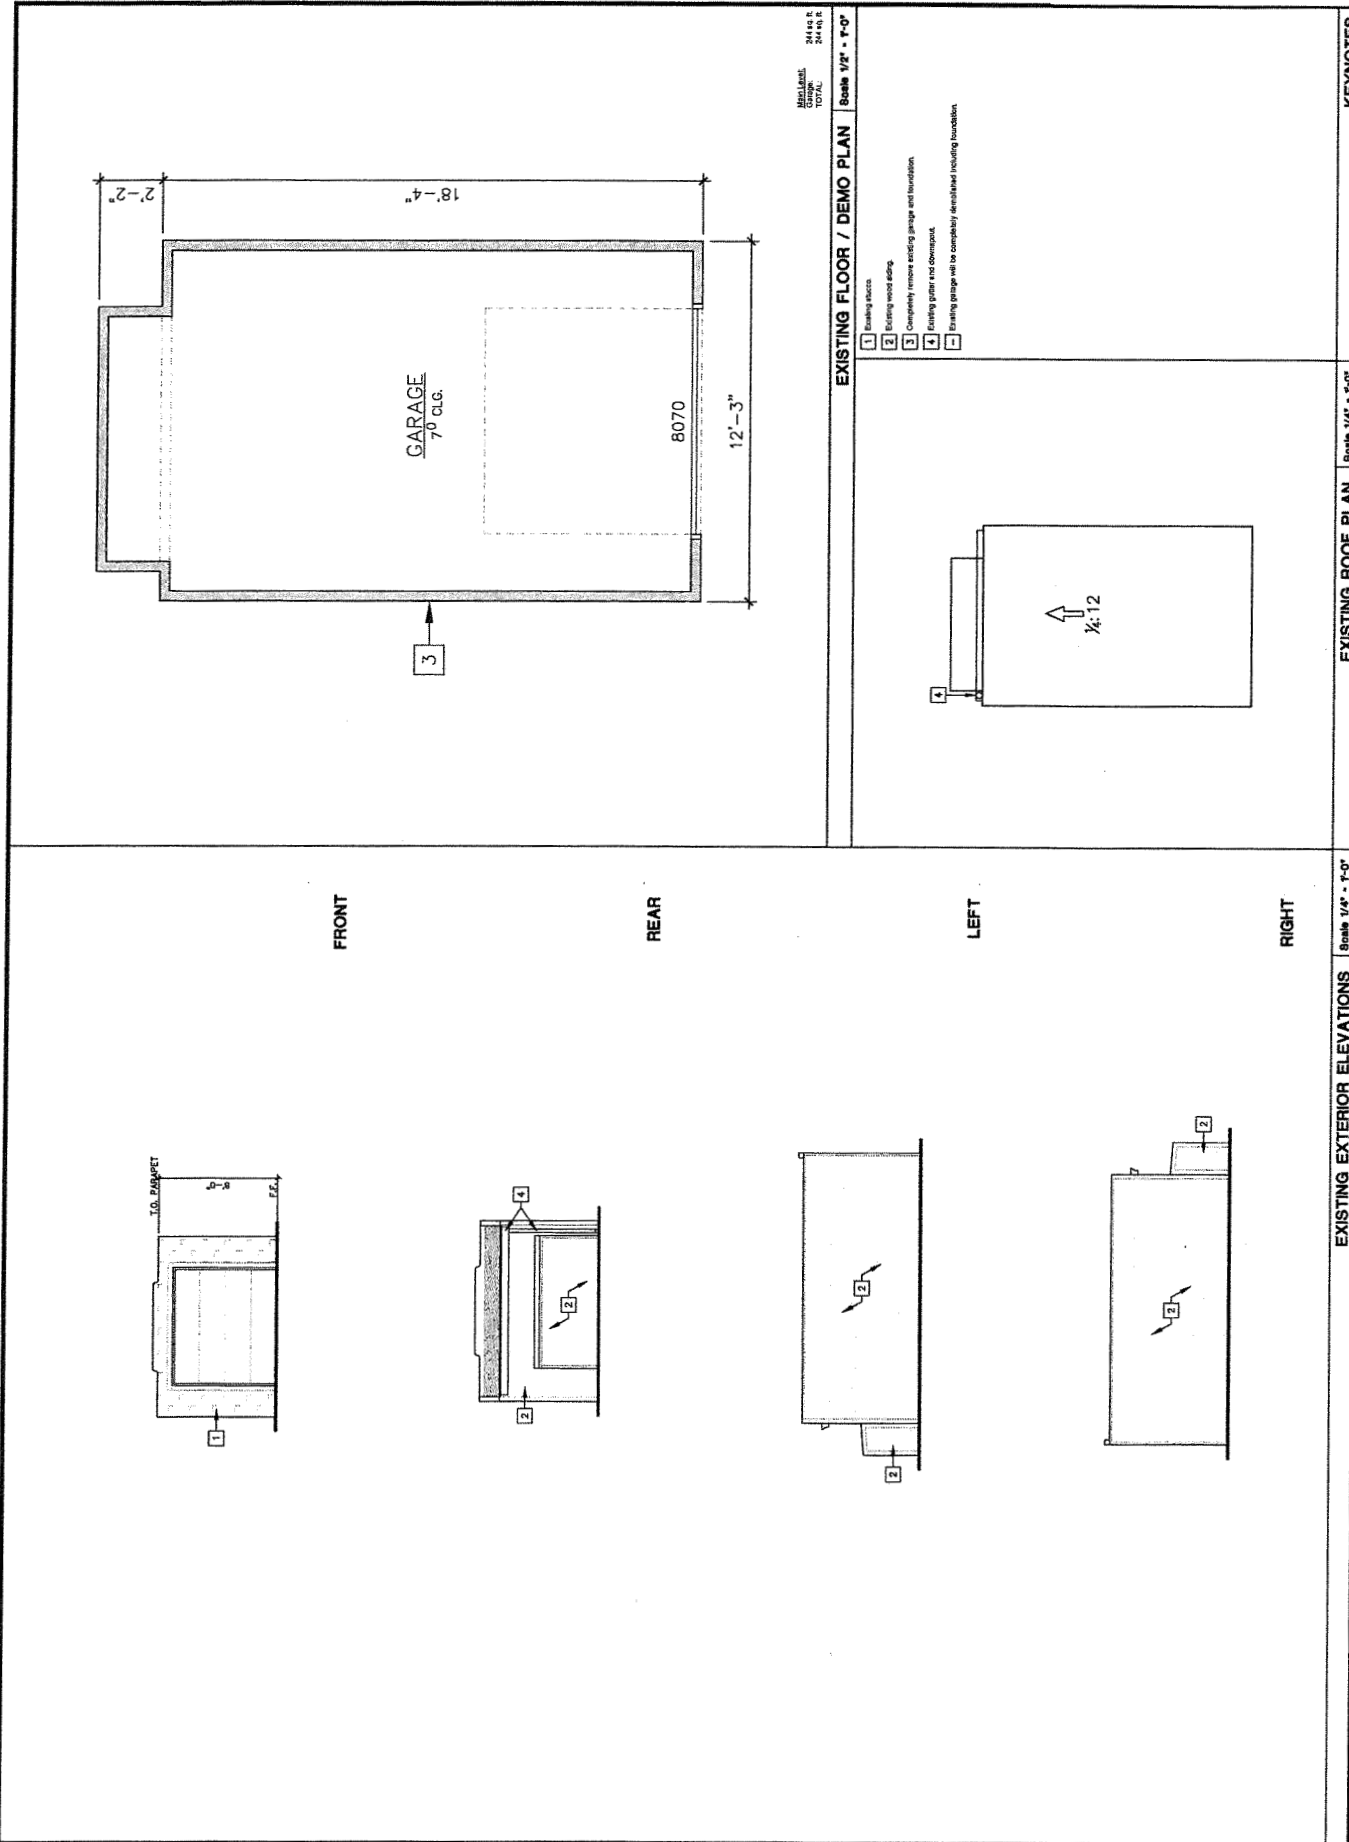 2'-2"
18'-4"
GARAGE
7⁰ CLG.
8070
12'-3"
3
Main Level:
Garage: 244 sq. ft.
TOTAL: 244 sq. ft.
EXISTING FLOOR / DEMO PLAN
Scale 1/2" = 1'-0"
1 Existing stucco.
2 Existing wood siding.
3 Completely remove existing garage and foundation.
4 Existing gutter and downspout.
– Existing garage will be completely demolished including foundation.
KEYNOTES
4
¼:12
EXISTING ROOF PLAN
Scale 1/4" = 1'-0"
T.O. PARAPET
8'-0"
F.F.
1
FRONT
4
2
2
REAR
2
2
LEFT
2
2
RIGHT
EXISTING EXTERIOR ELEVATIONS
Scale 1/4" = 1'-0"